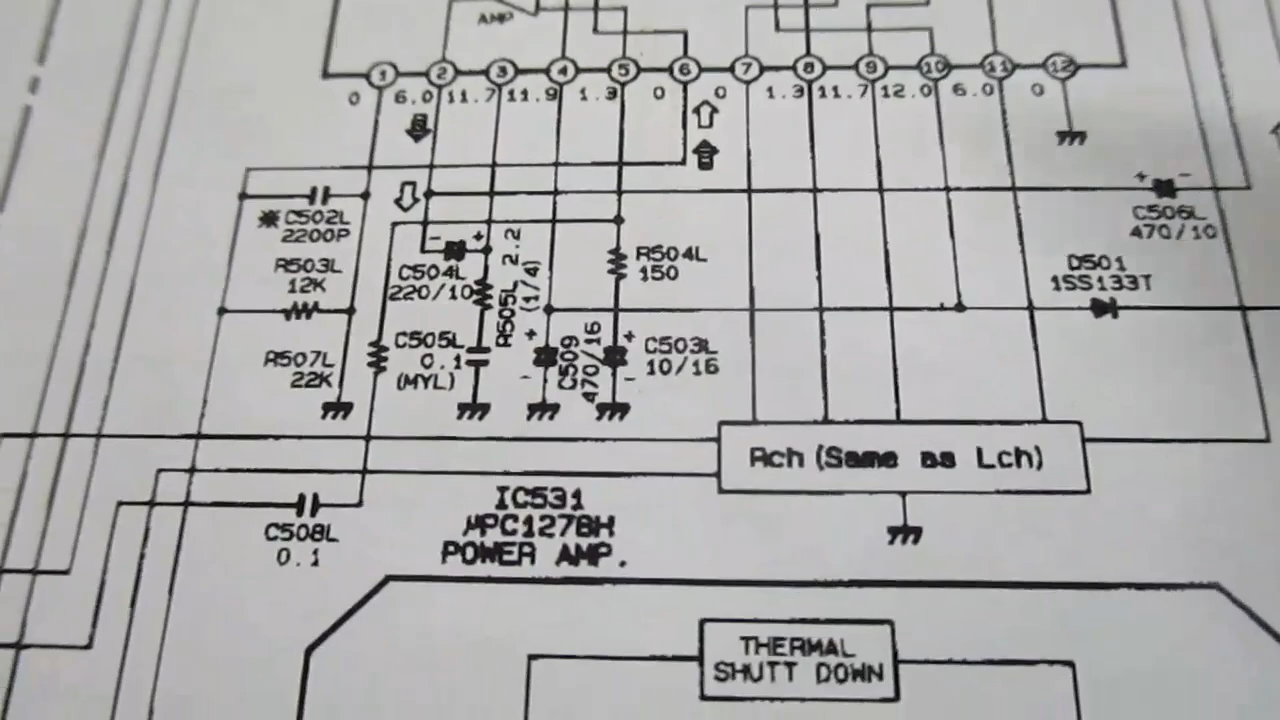 AMP
1 2 3 4 5 6 7 8 9 10 11 12
0 6.0 11.7 11.9 1.3 0 0 1.3 11.7 12.0 6.0 0
+ -
※C502L
2200P
C506L
470/10
R503L
12K
- +
C504L
220/10
R505L 2.2
(1/4)
R504L
150
D501
1SS133T
R507L
22K
C505L
0.1
(MYL)
+
-
C509
470/16
+
-
C503L
10/16
Rch (Same as Lch)
C508L
0.1
IC531
μPC1278H
POWER AMP.
THERMAL
SHUTT DOWN